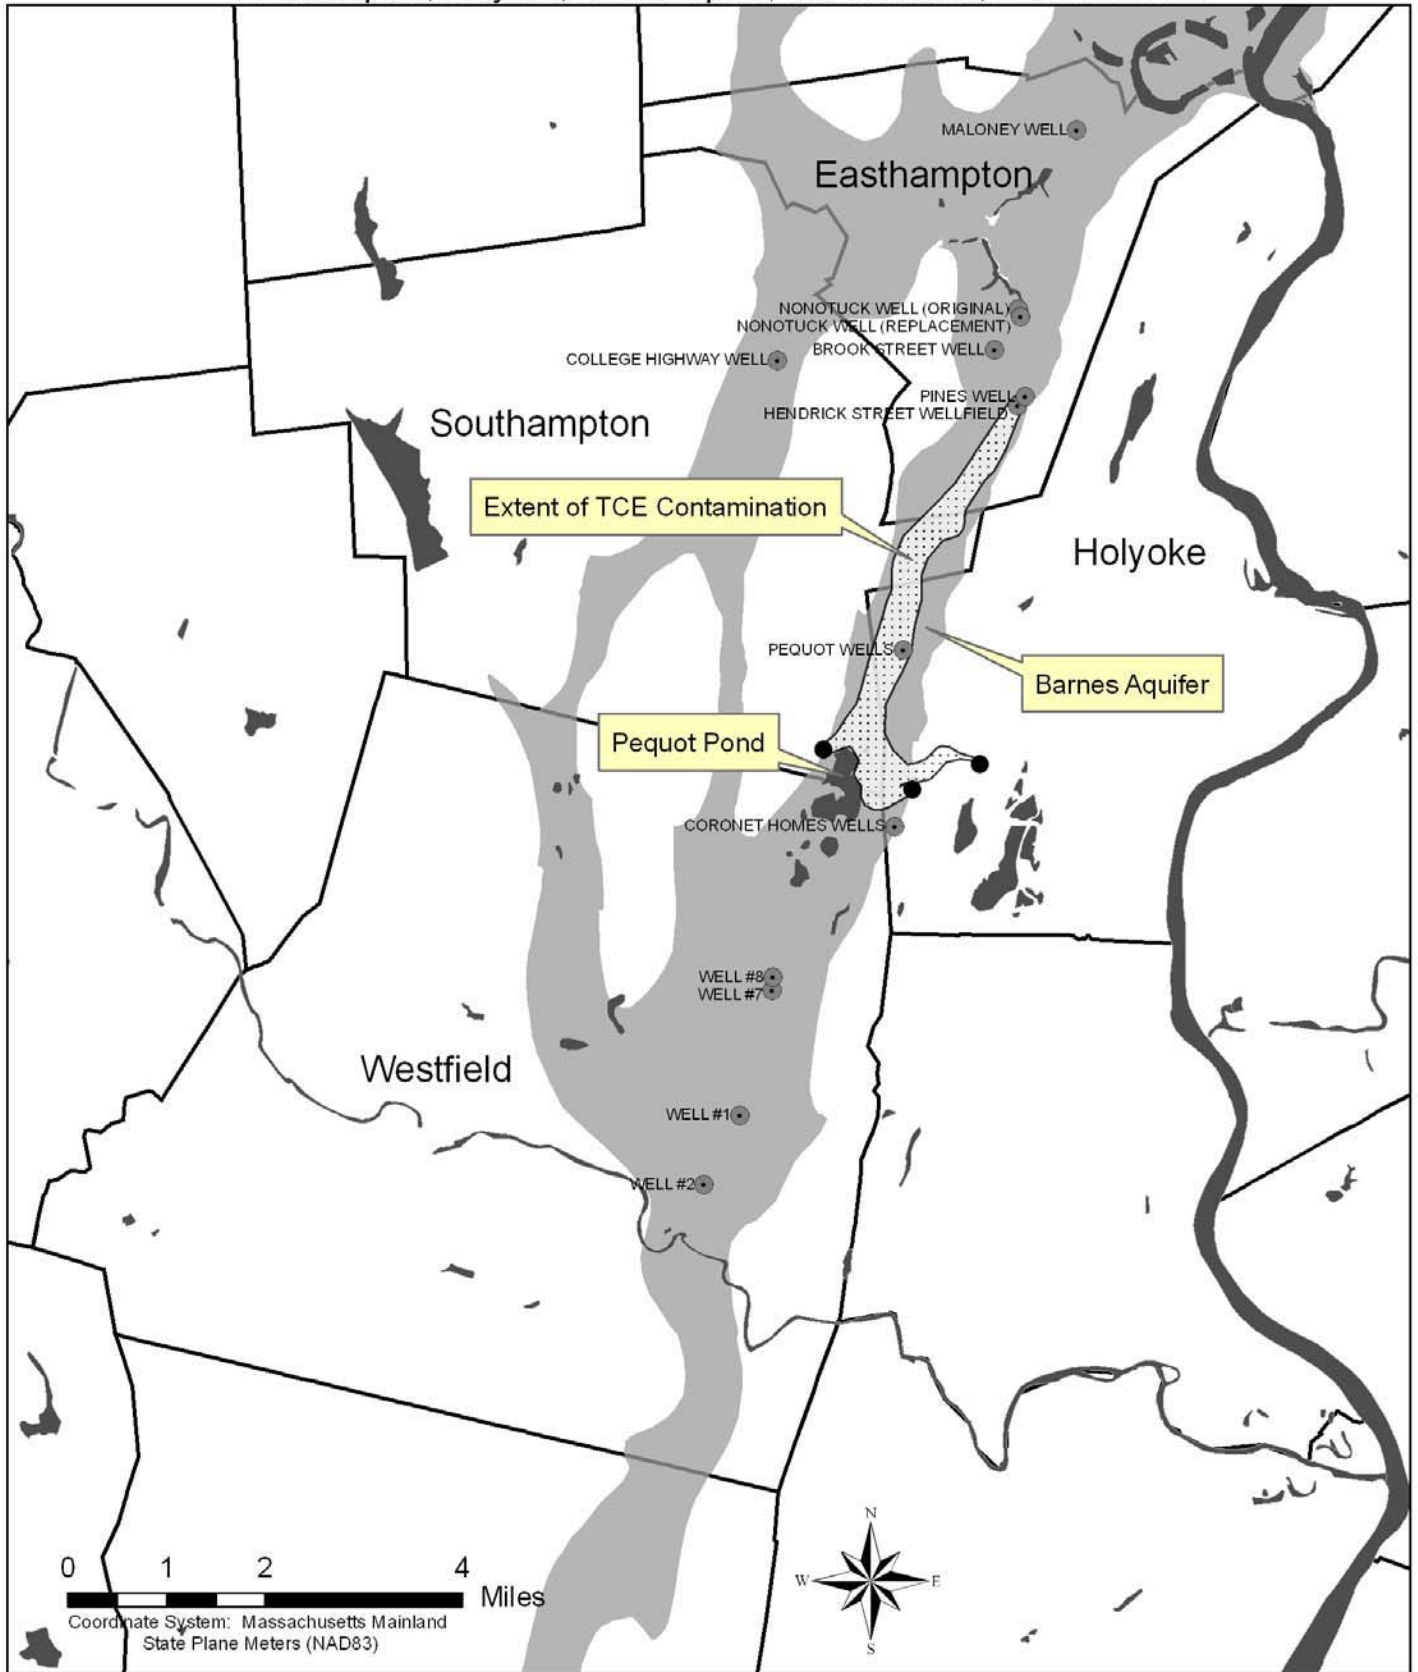 MALONEY WELL
Easthampton
NONOTUCK WELL (ORIGINAL)
NONOTUCK WELL (REPLACEMENT)
BROOK STREET WELL
COLLEGE HIGHWAY WELL
PINES WELL
HENDRICK STREET WELLFIELD
Southampton
Extent of TCE Contamination
Holyoke
PEQUOT WELLS
Barnes Aquifer
Pequot Pond
CORONET HOMES WELLS
WELL #8
WELL #7
Westfield
WELL #1
WELL #2
N
W E
S
0 1 2 4
Miles
Coordinate System: Massachusetts Mainland
State Plane Meters (NAD83)